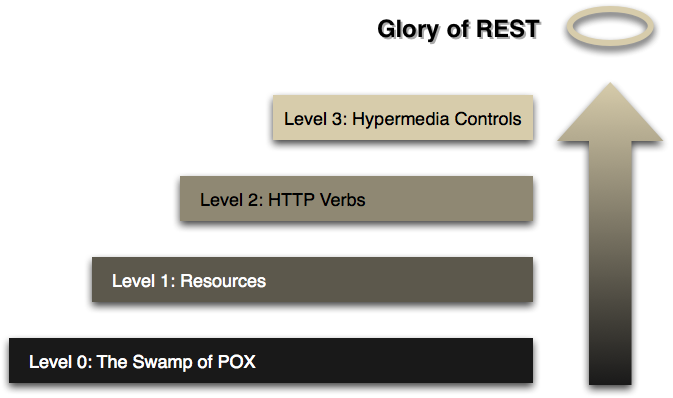 Glory of REST
Level 3: Hypermedia Controls
Level 2: HTTP Verbs
Level 1: Resources
Level 0: The Swamp of POX